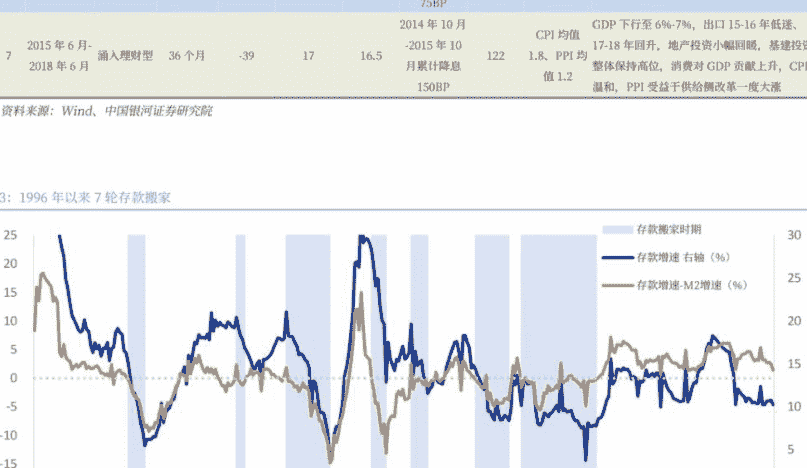 75BP
7
2015 年 6 月-
2018 年 6 月
涌入理财型
36 个月
-39
17
16.5
2014 年 10 月
-2015 年 10
月累计降息
150BP
122
CPI 均值
1.8、PPI 均
值 1.2
GDP 下行至 6%-7%，出口 15-16 年低迷、
17-18 年回升，地产投资小幅回暖，基建投资
整体保持高位，消费对 GDP 贡献上升，CPI
温和，PPI 受益于供给侧改革一度大涨
资料来源：Wind、中国银河证券研究院
3：1996 年以来 7 轮存款搬家
存款搬家时期
存款增速 右轴（%）
存款增速-M2增速（%）
25
20
15
10
5
0
-5
-10
-15
30
25
20
15
10
5